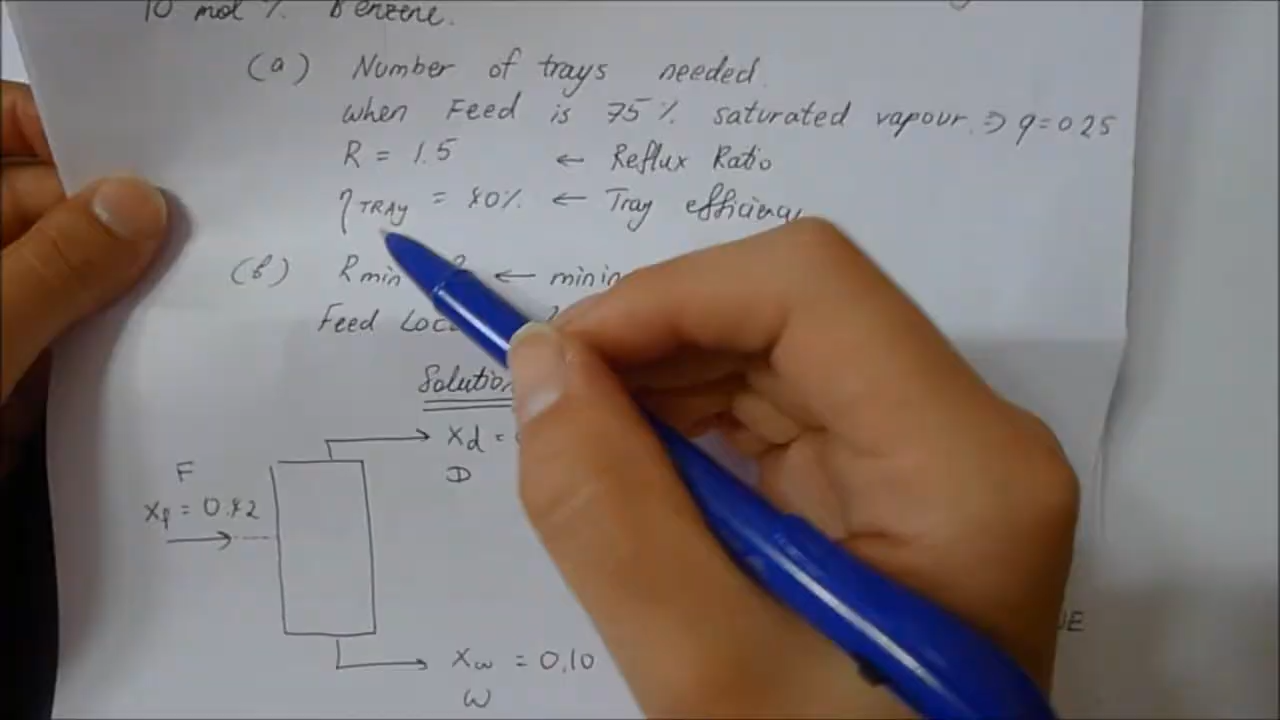 10 mol % Benzene.
(a) Number of trays needed.
when Feed is 75% saturated vapour. ⇒ q=0.25
R = 1.5 ← Reflux Ratio
η TRAY = 80% ← Tray efficiency
(b) Rmin ←
Feed
Solution
xd =
D
F
xf = 0.42
xw = 0.10
W